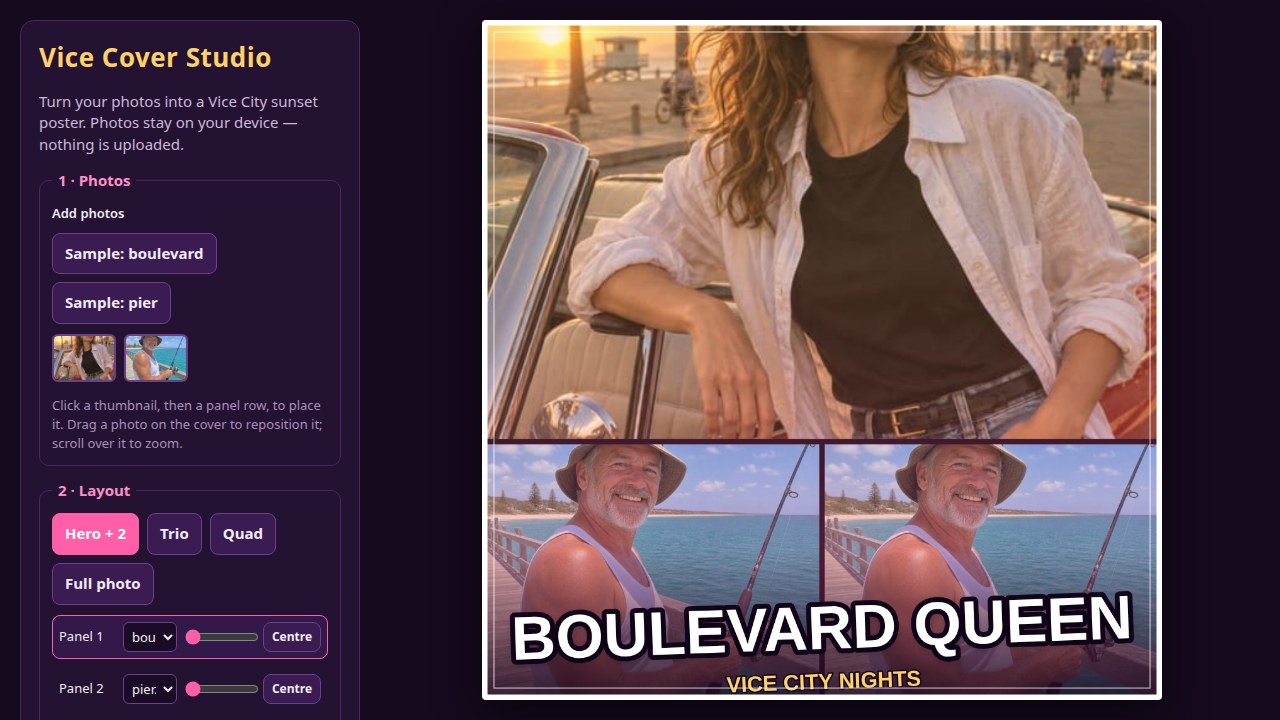 Vice Cover Studio
Turn your photos into a Vice City sunset
poster. Photos stay on your device —
nothing is uploaded.
1 · Photos
Add photos
Sample: boulevard
Sample: pier
Click a thumbnail, then a panel row, to place
it. Drag a photo on the cover to reposition it;
scroll over it to zoom.
2 · Layout
Hero + 2
Trio
Quad
Full photo
Panel 1
bou
Centre
Panel 2
pier.
Centre
BOULEVARD QUEEN
VICE CITY NIGHTS